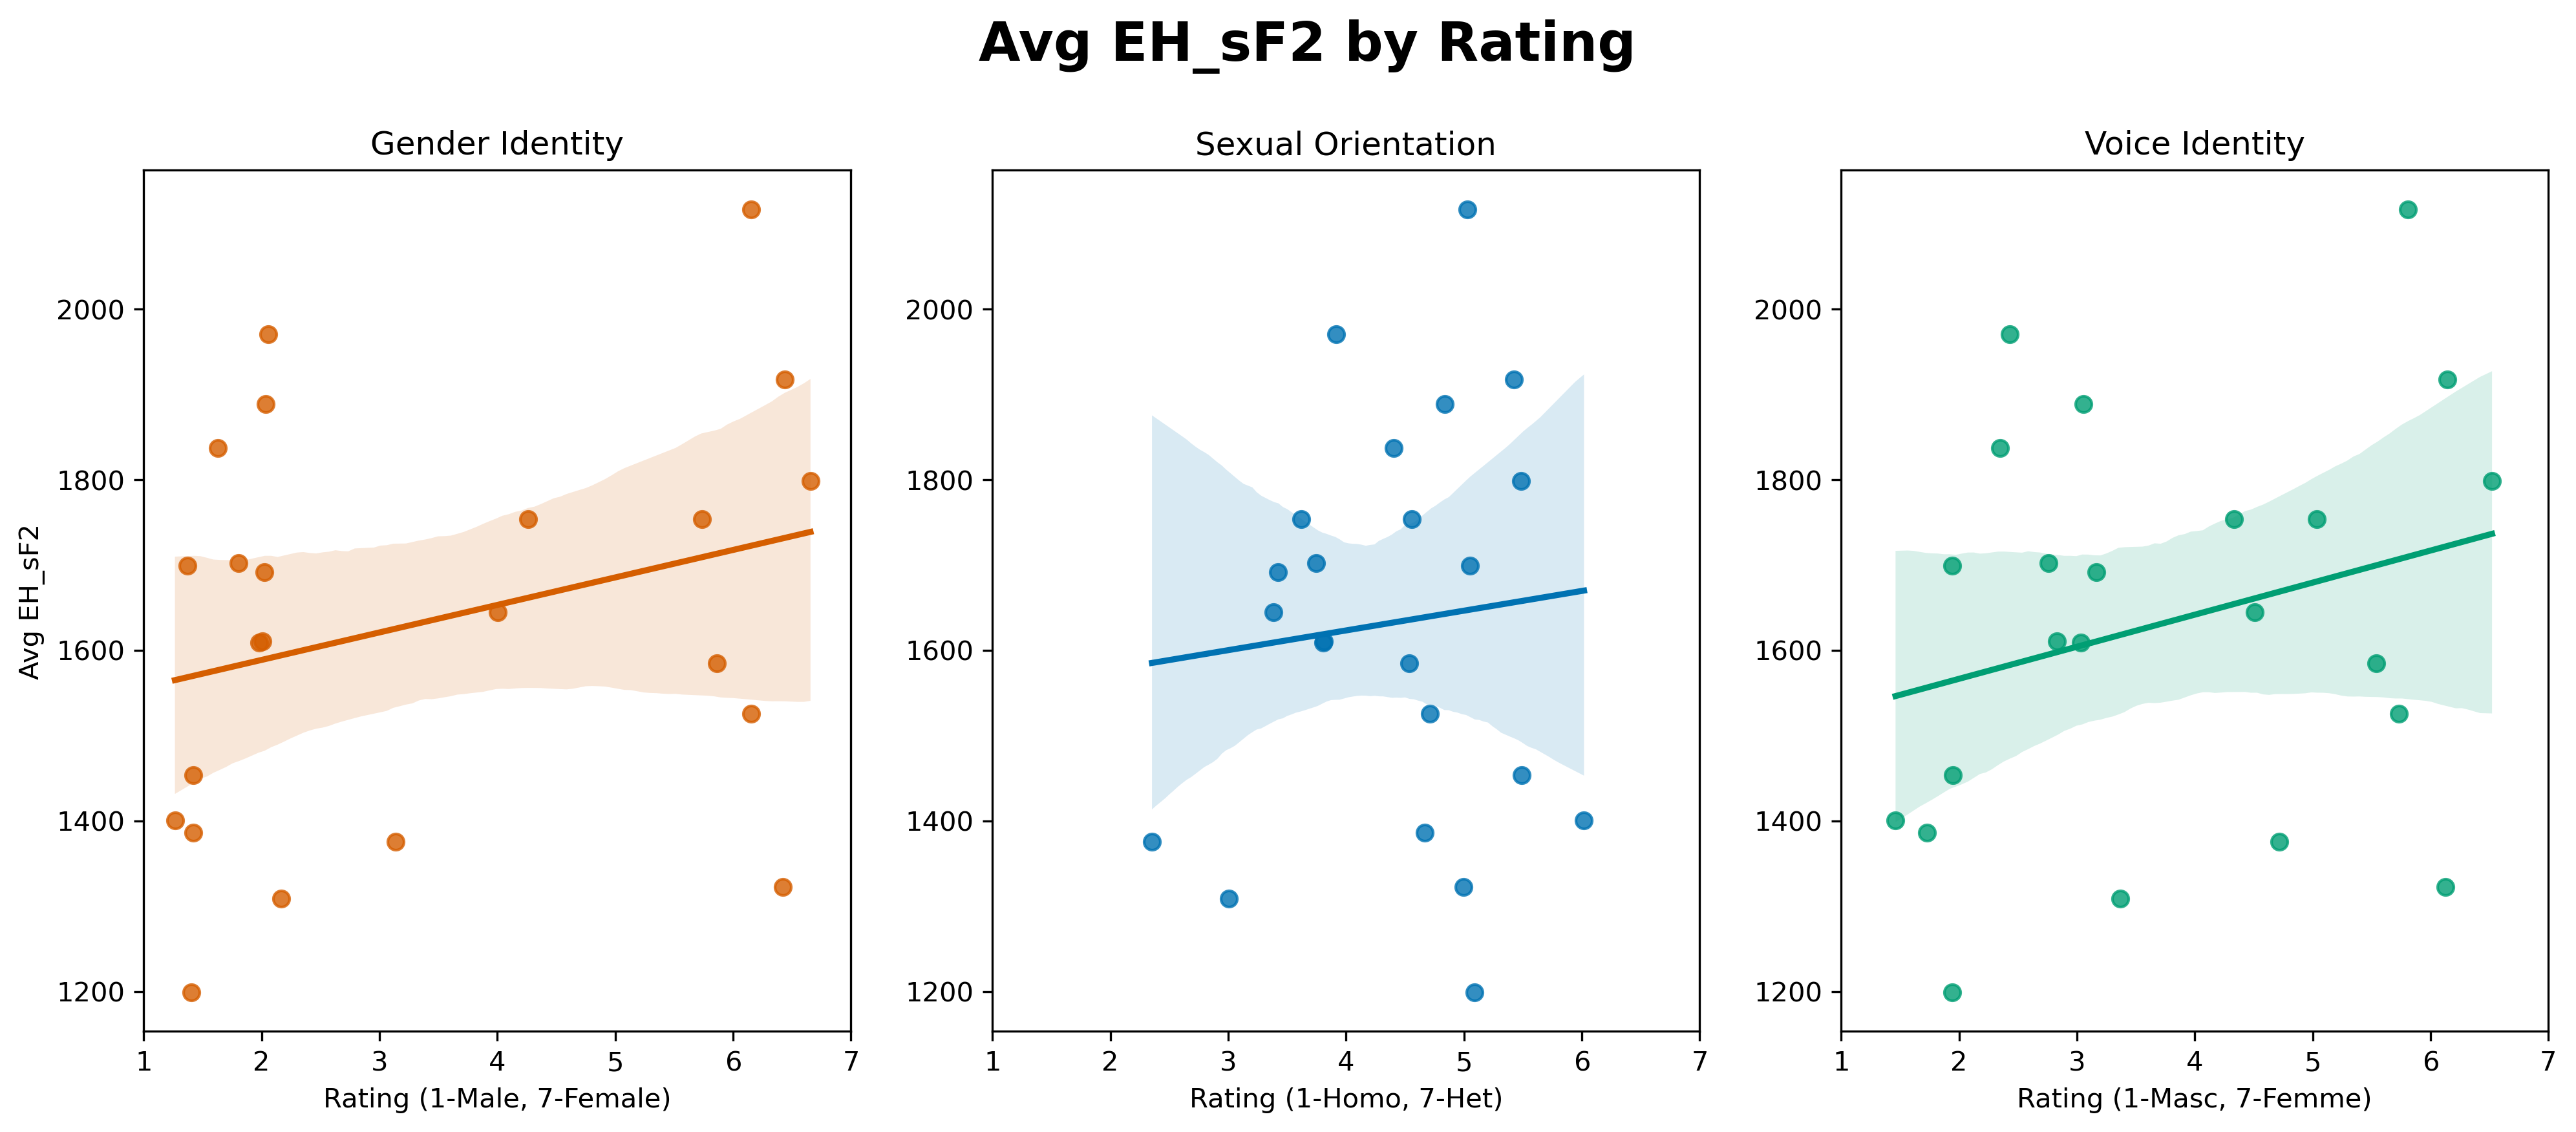 Avg EH_sF2 by Rating
Gender Identity
Sexual Orientation
Voice Identity
Avg EH_sF2
2000
1800
1600
1400
1200
1 2 3 4 5 6 7
Rating (1-Male, 7-Female)
2000
1800
1600
1400
1200
1 2 3 4 5 6 7
Rating (1-Homo, 7-Het)
2000
1800
1600
1400
1200
1 2 3 4 5 6 7
Rating (1-Masc, 7-Femme)